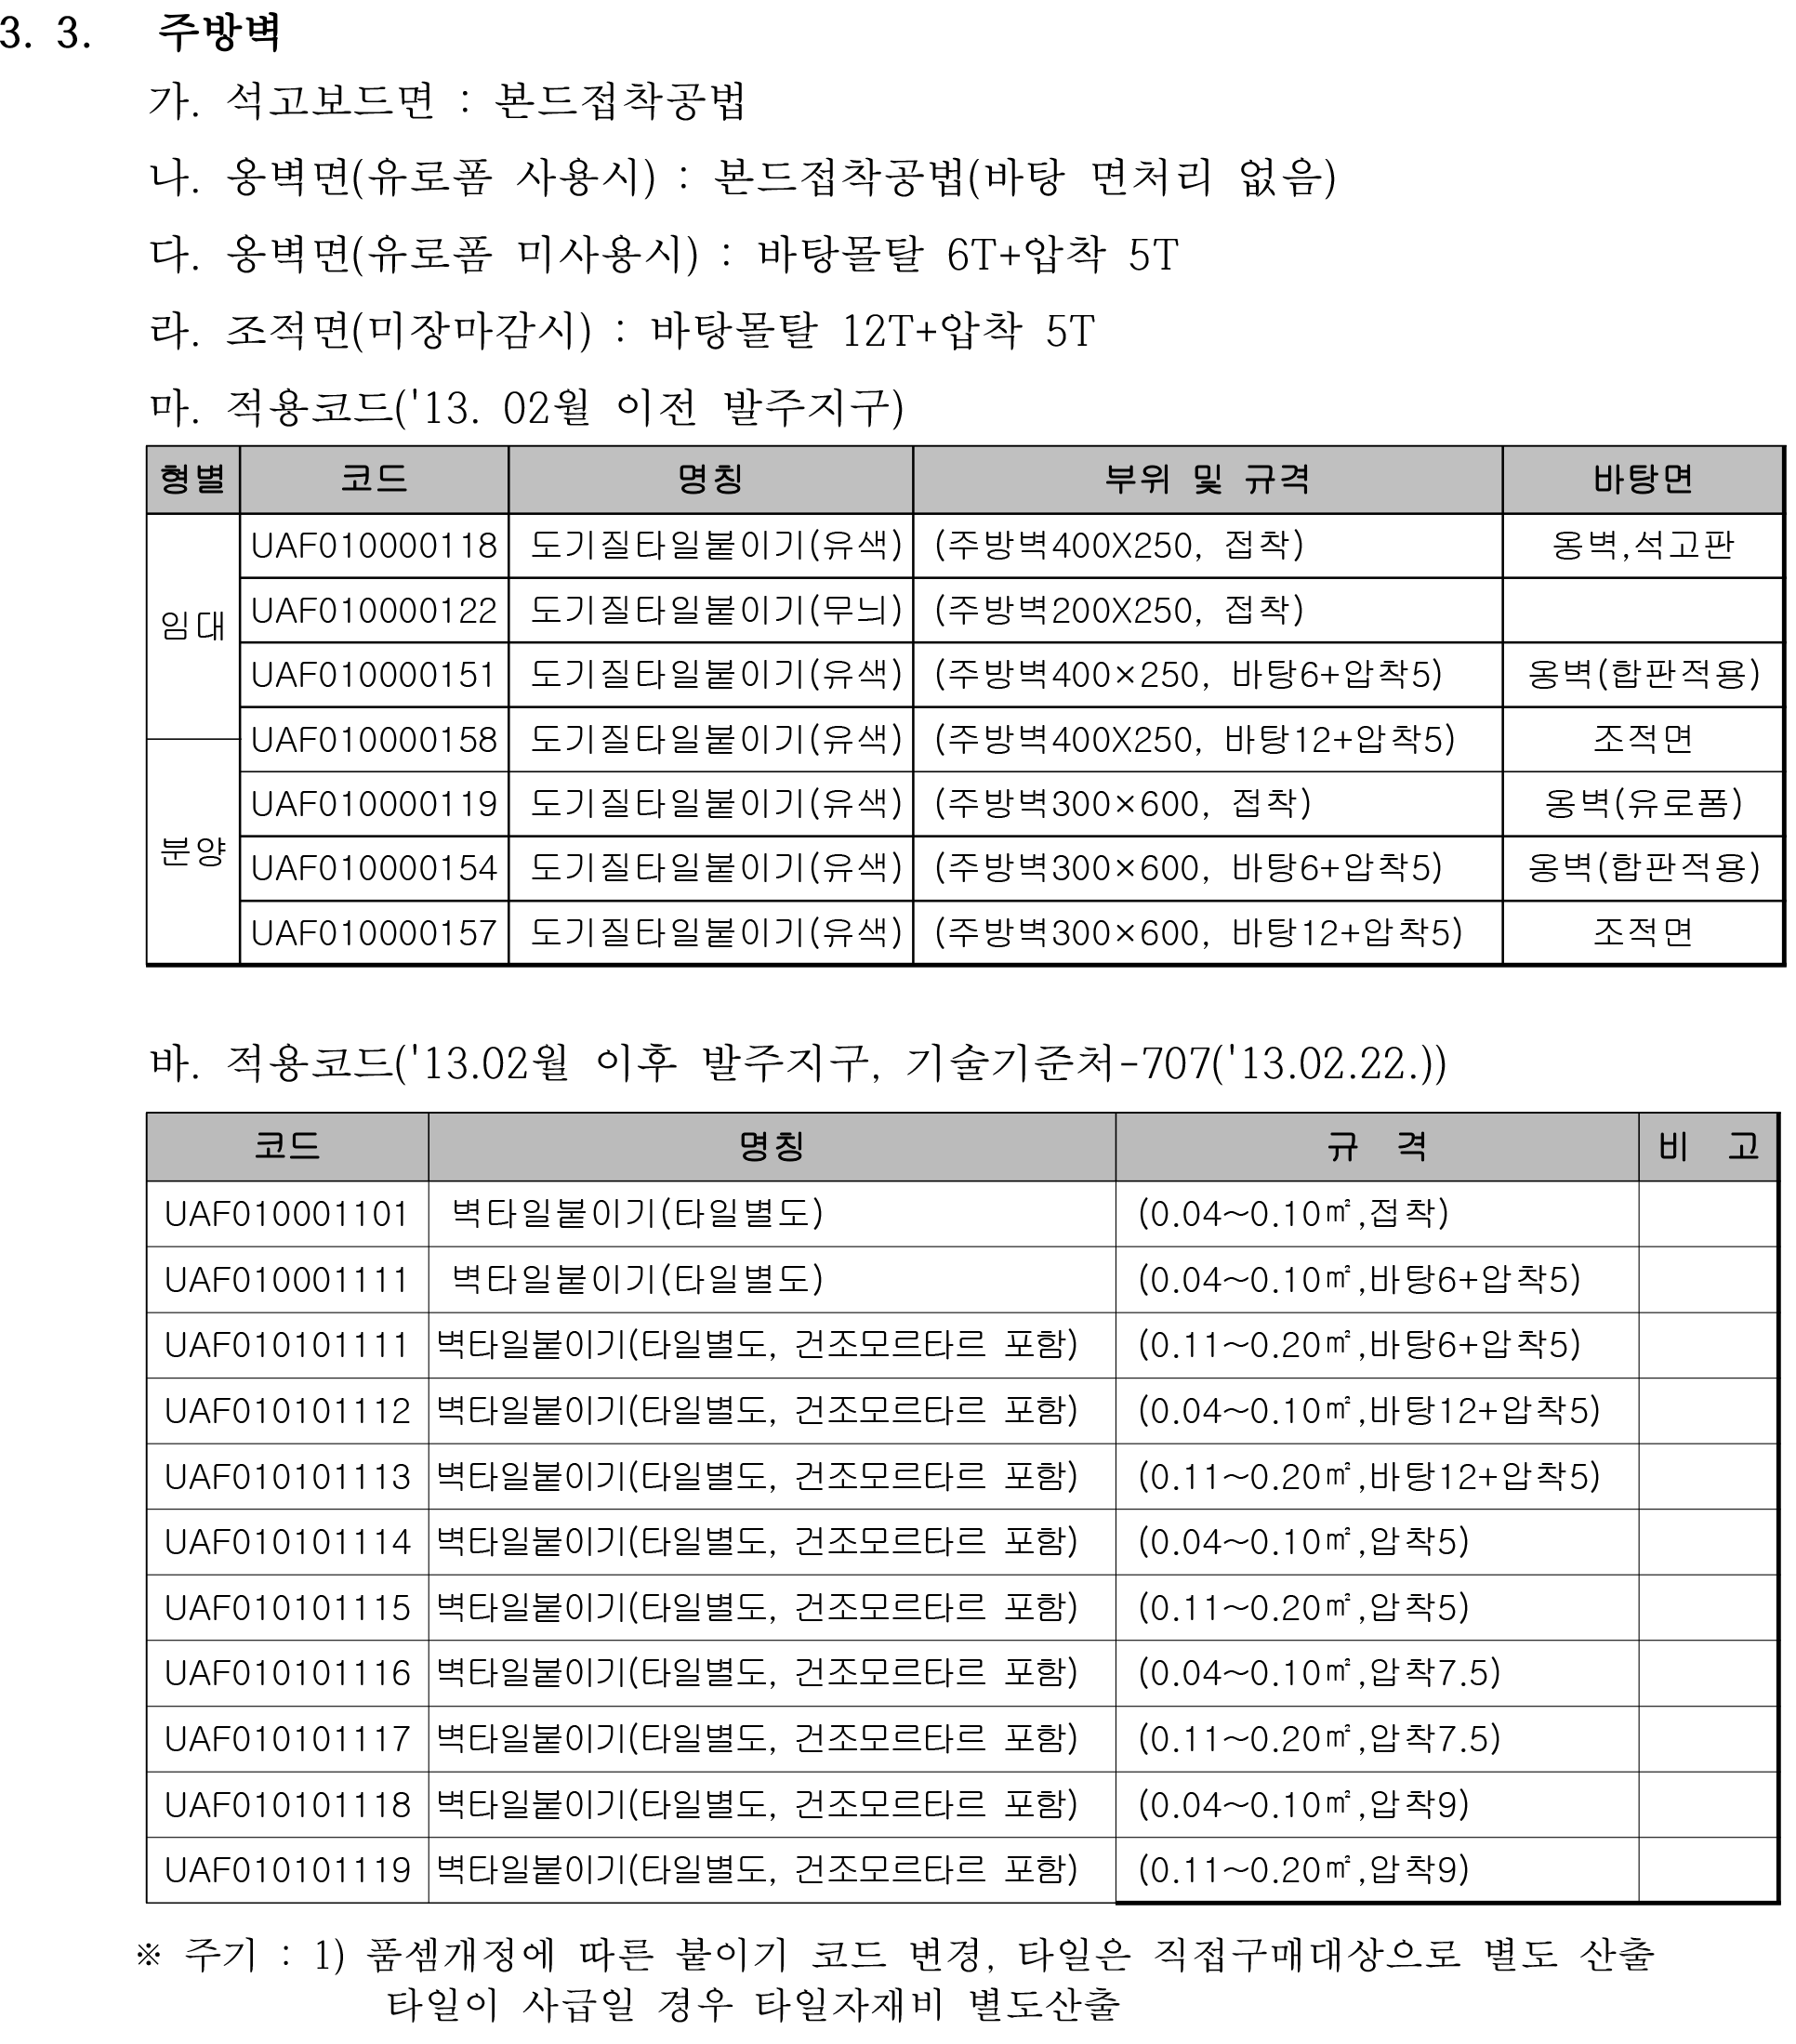 3. 3. 주방벽
가. 석고보드면 : 본드접착공법
나. 옹벽면(유로폼 사용시) : 본드접착공법(바탕 면처리 없음)
다. 옹벽면(유로폼 미사용시) : 바탕몰탈 6T+압착 5T
라. 조적면(미장마감시) : 바탕몰탈 12T+압착 5T
마. 적용코드('13. 02월 이전 발주지구)
형별 코드 명칭 부위 및 규격 바탕면
임대 UAF010000118 도기질타일붙이기(유색) (주방벽400X250, 접착) 옹벽,석고판
UAF010000122 도기질타일붙이기(무늬) (주방벽200X250, 접착)
UAF010000151 도기질타일붙이기(유색) (주방벽400×250, 바탕6+압착5) 옹벽(합판적용)
UAF010000158 도기질타일붙이기(유색) (주방벽400X250, 바탕12+압착5) 조적면
분양 UAF010000119 도기질타일붙이기(유색) (주방벽300×600, 접착) 옹벽(유로폼)
UAF010000154 도기질타일붙이기(유색) (주방벽300×600, 바탕6+압착5) 옹벽(합판적용)
UAF010000157 도기질타일붙이기(유색) (주방벽300×600, 바탕12+압착5) 조적면
바. 적용코드('13.02월 이후 발주지구, 기술기준처-707('13.02.22.))
코드 명칭 규 격 비 고
UAF010001101 벽타일붙이기(타일별도) (0.04~0.10㎡,접착)
UAF010001111 벽타일붙이기(타일별도) (0.04~0.10㎡,바탕6+압착5)
UAF010101111 벽타일붙이기(타일별도, 건조모르타르 포함) (0.11~0.20㎡,바탕6+압착5)
UAF010101112 벽타일붙이기(타일별도, 건조모르타르 포함) (0.04~0.10㎡,바탕12+압착5)
UAF010101113 벽타일붙이기(타일별도, 건조모르타르 포함) (0.11~0.20㎡,바탕12+압착5)
UAF010101114 벽타일붙이기(타일별도, 건조모르타르 포함) (0.04~0.10㎡,압착5)
UAF010101115 벽타일붙이기(타일별도, 건조모르타르 포함) (0.11~0.20㎡,압착5)
UAF010101116 벽타일붙이기(타일별도, 건조모르타르 포함) (0.04~0.10㎡,압착7.5)
UAF010101117 벽타일붙이기(타일별도, 건조모르타르 포함) (0.11~0.20㎡,압착7.5)
UAF010101118 벽타일붙이기(타일별도, 건조모르타르 포함) (0.04~0.10㎡,압착9)
UAF010101119 벽타일붙이기(타일별도, 건조모르타르 포함) (0.11~0.20㎡,압착9)
※ 주기 : 1) 품셈개정에 따른 붙이기 코드 변경, 타일은 직접구매대상으로 별도 산출
타일이 사급일 경우 타일자재비 별도산출